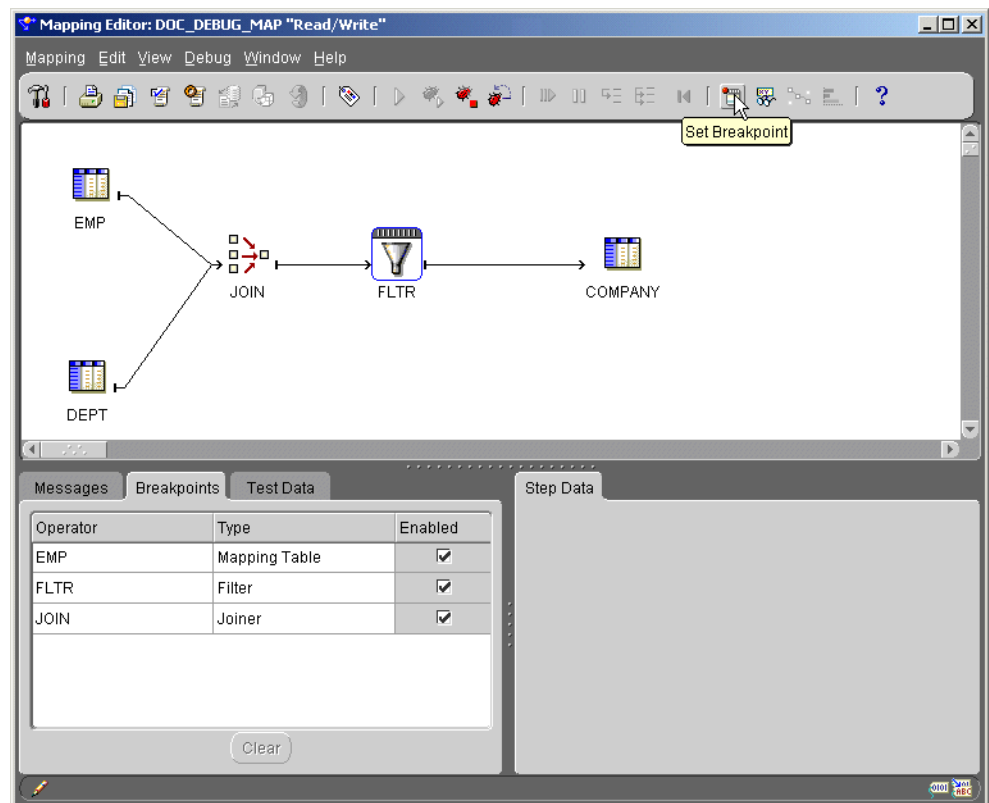 Mapping Editor: DOC_DEBUG_MAP "Read/Write"
Mapping Edit View Debug Window Help
?
Set Breakpoint
EMP
JOIN
FLTR
COMPANY
DEPT
Messages Breakpoints Test Data
Operator Type Enabled
EMP Mapping Table
FLTR Filter
JOIN Joiner
Clear
Step Data